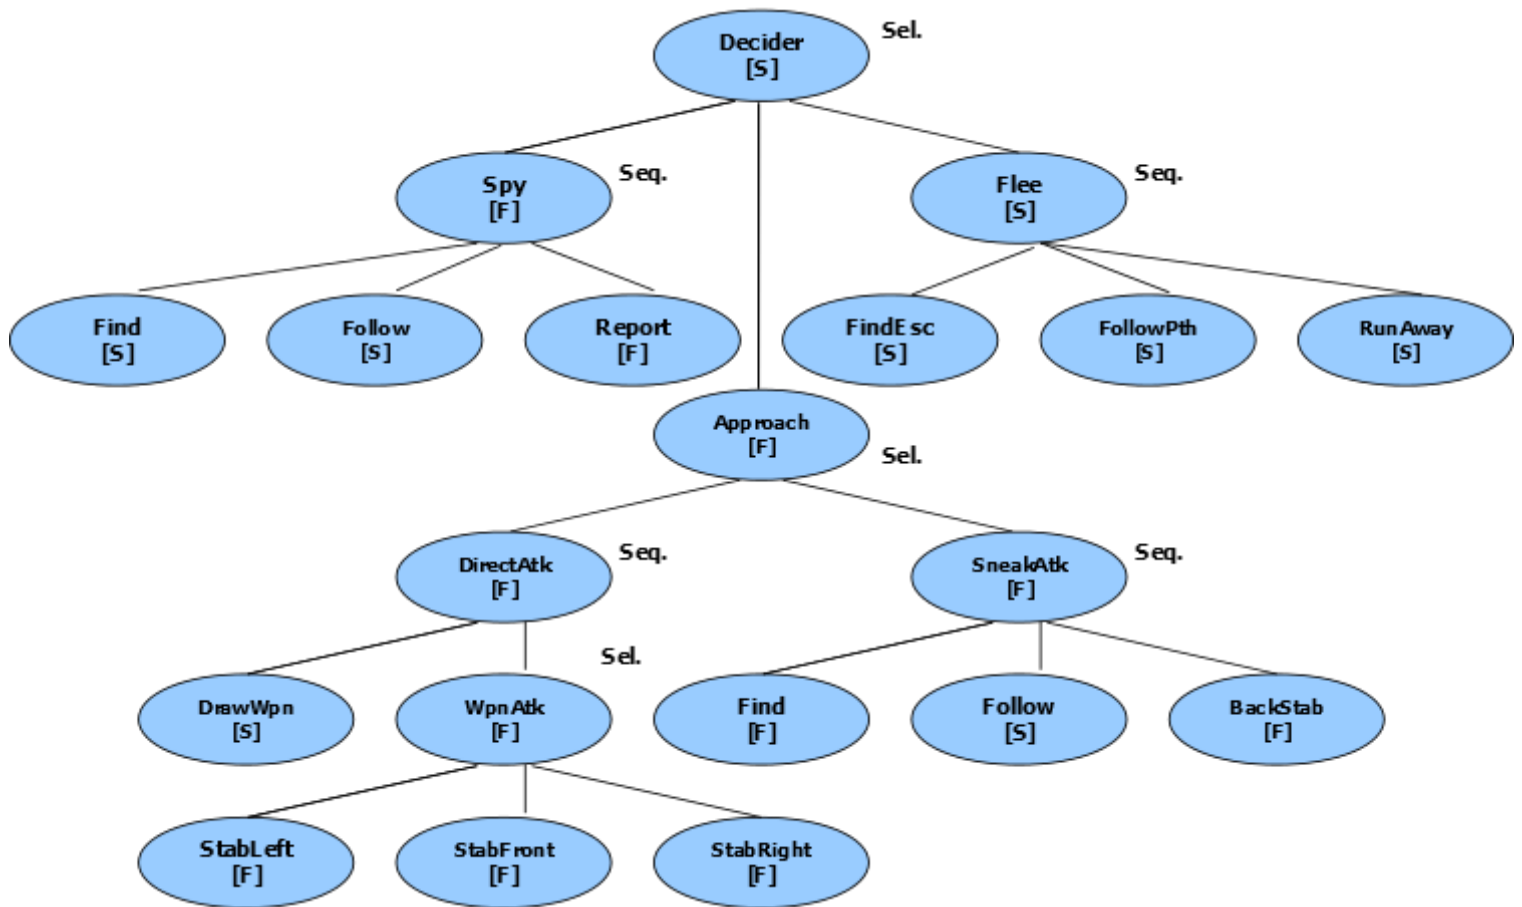 Decider
[S]
Sel.
Spy
[F]
Seq.
Flee
[S]
Seq.
Find
[S]
Follow
[S]
Report
[F]
FindEsc
[S]
FollowPth
[S]
RunAway
[S]
Approach
[F]
Sel.
DirectAtk
[F]
Seq.
SneakAtk
[F]
Seq.
Sel.
DrawWpn
[S]
WpnAtk
[F]
Find
[F]
Follow
[S]
BackStab
[F]
StabLeft
[F]
StabFront
[F]
StabRight
[F]